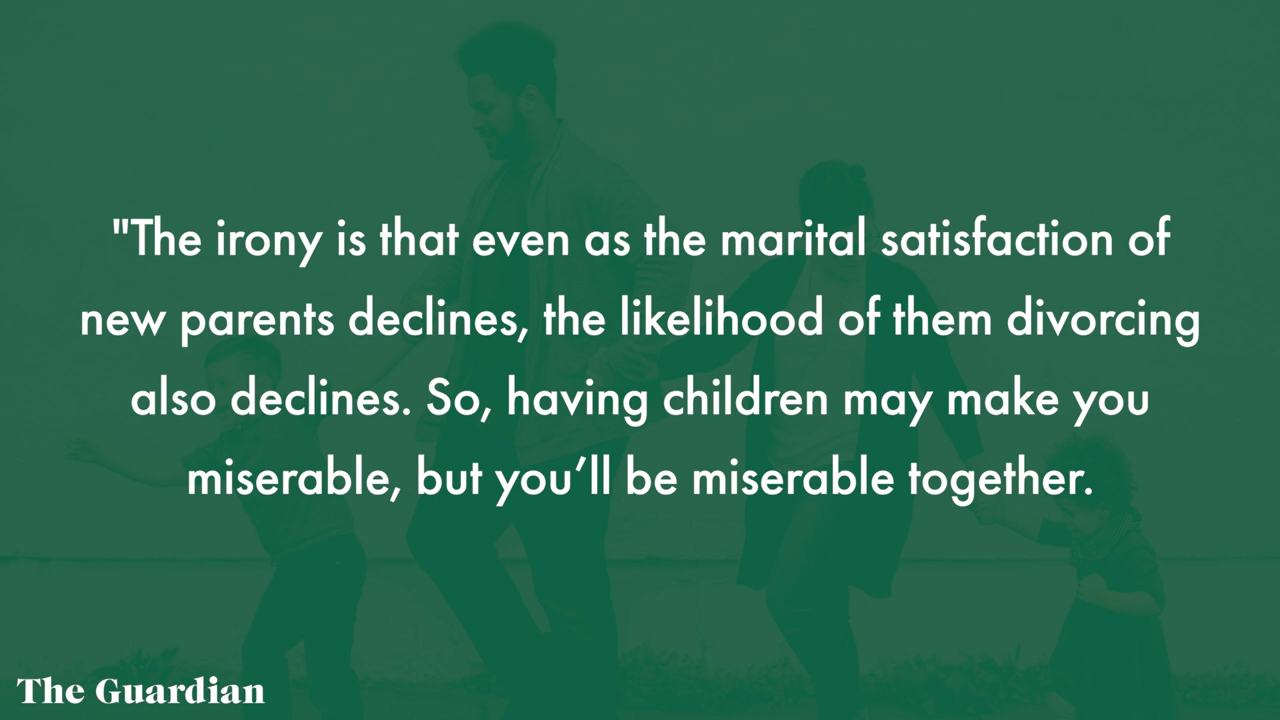 "The irony is that even as the marital satisfaction of
new parents declines, the likelihood of them divorcing
also declines. So, having children may make you
miserable, but you’ll be miserable together.
The Guardian